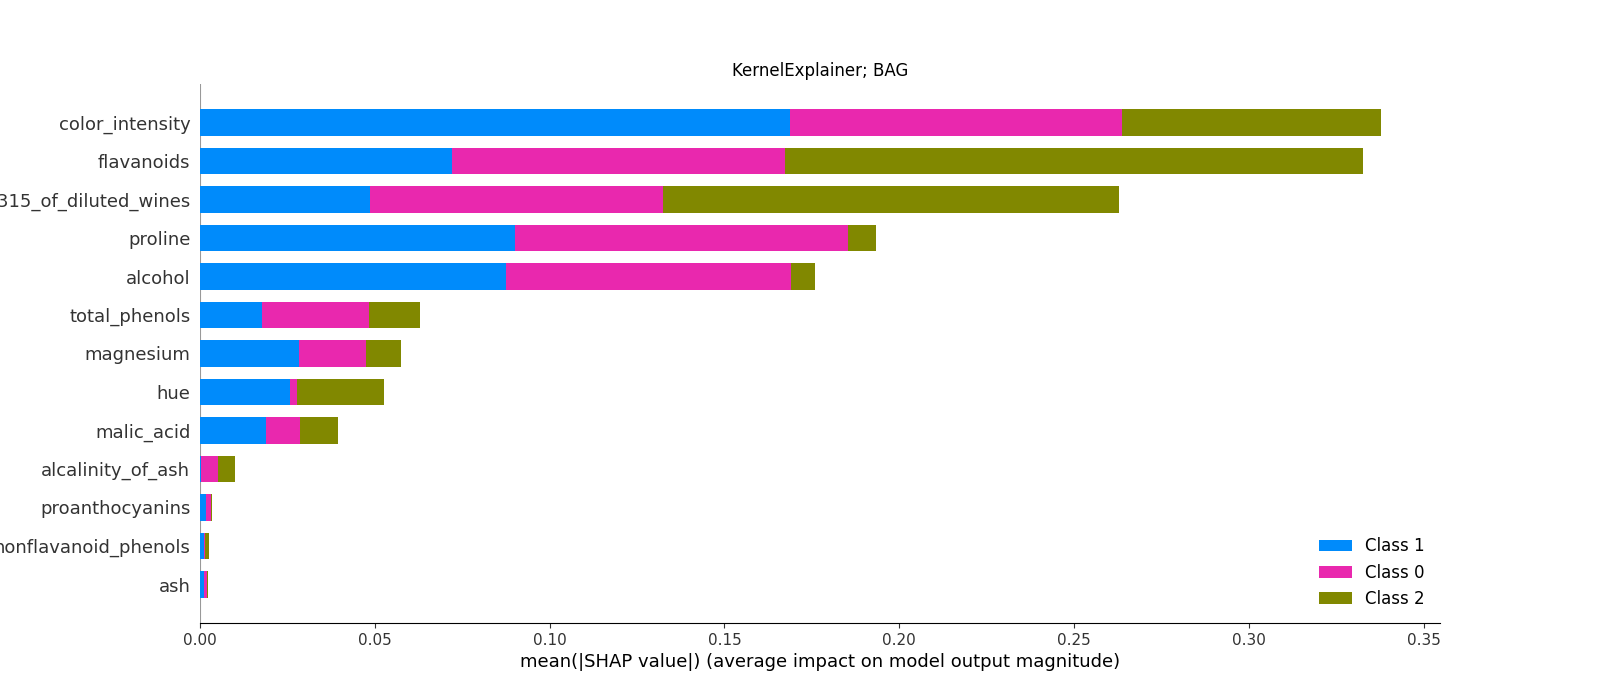 KernelExplainer; BAG
color_intensity
flavanoids
315_of_diluted_wines
proline
alcohol
total_phenols
magnesium
hue
malic_acid
alcalinity_of_ash
proanthocyanins
nonflavanoid_phenols
ash
Class 1
Class 0
Class 2
0.00 0.05 0.10 0.15 0.20 0.25 0.30 0.35
mean(|SHAP value|) (average impact on model output magnitude)